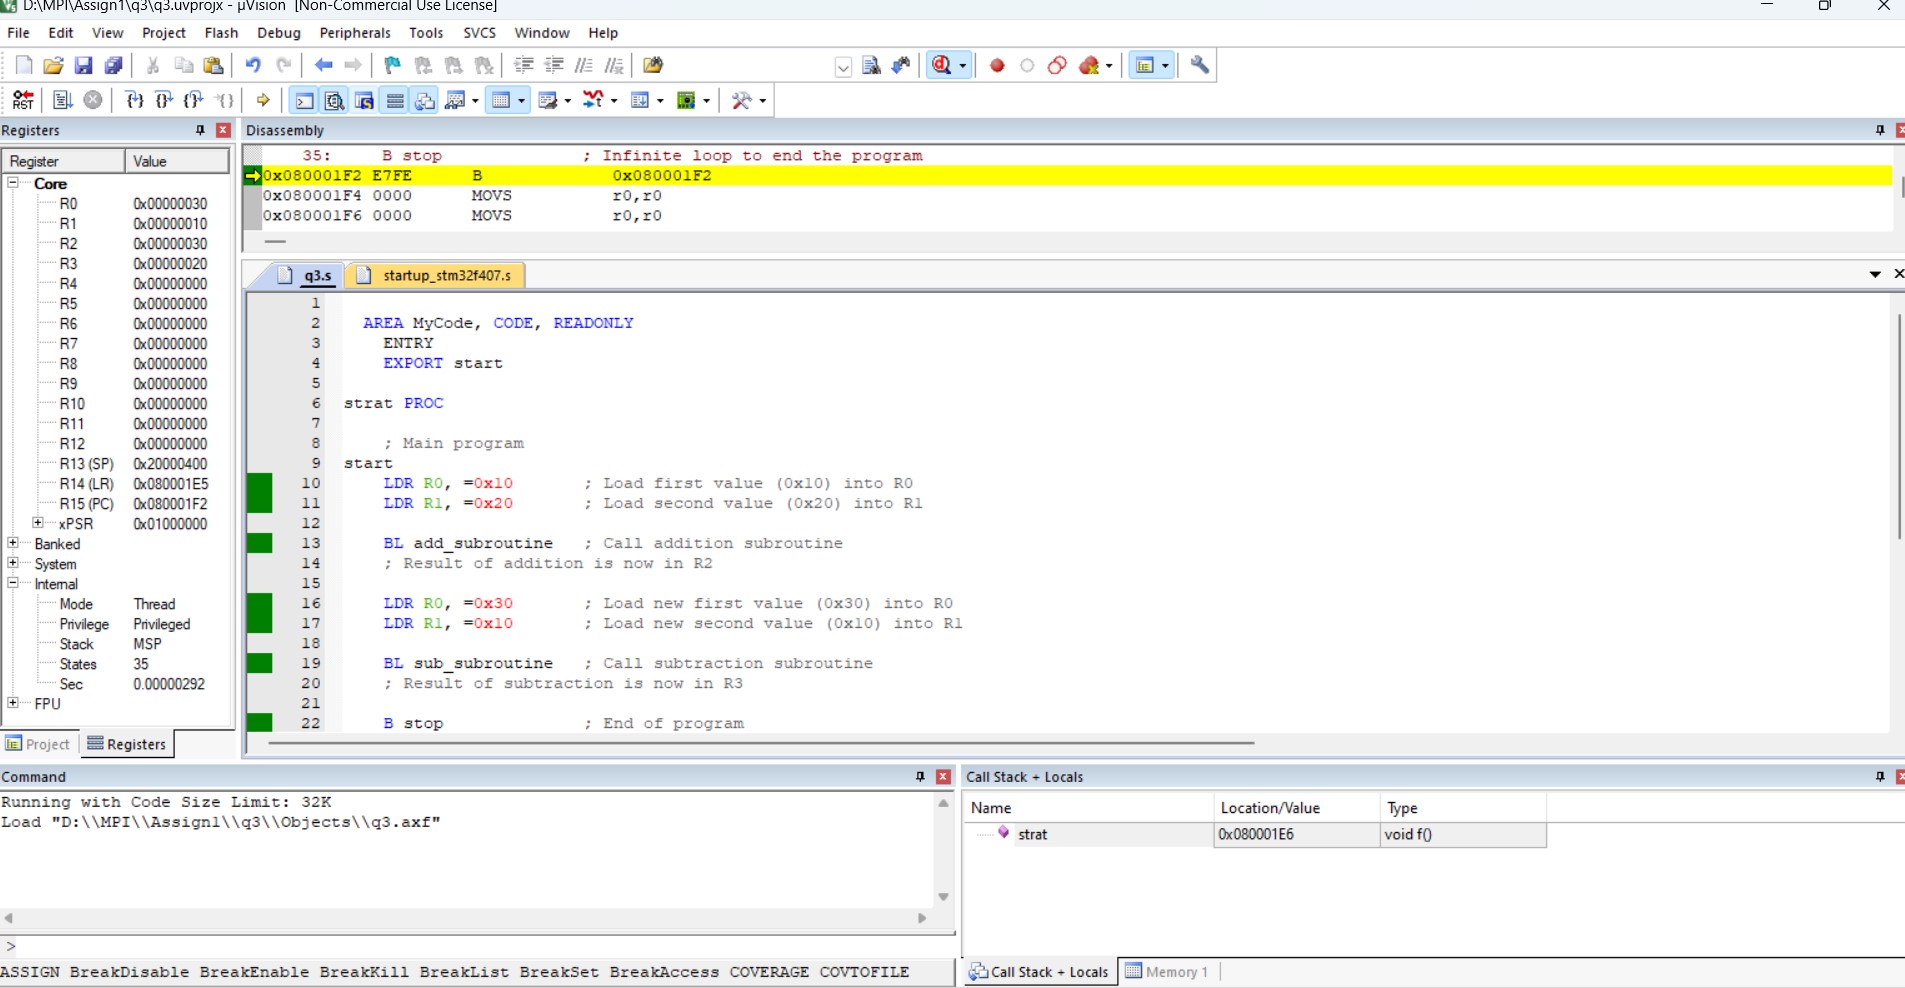 D:\MPI\Assign1\q3\q3.uvprojx - µVision [Non-Commercial Use License]
File Edit View Project Flash Debug Peripherals Tools SVCS Window Help
RST
Registers
Register Value
Core
R0 0x00000030
R1 0x00000010
R2 0x00000030
R3 0x00000020
R4 0x00000000
R5 0x00000000
R6 0x00000000
R7 0x00000000
R8 0x00000000
R9 0x00000000
R10 0x00000000
R11 0x00000000
R12 0x00000000
R13 (SP) 0x20000400
R14 (LR) 0x080001E5
R15 (PC) 0x080001F2
xPSR 0x01000000
Banked
System
Internal
Mode Thread
Privilege Privileged
Stack MSP
States 35
Sec 0.00000292
FPU
Project Registers
Disassembly
35: B stop ; Infinite loop to end the program
0x080001F2 E7FE B 0x080001F2
0x080001F4 0000 MOVS r0,r0
0x080001F6 0000 MOVS r0,r0
q3.s startup_stm32f407.s
1
2 AREA MyCode, CODE, READONLY
3 ENTRY
4 EXPORT start
5
6 strat PROC
7
8 ; Main program
9 start
10 LDR R0, =0x10 ; Load first value (0x10) into R0
11 LDR R1, =0x20 ; Load second value (0x20) into R1
12
13 BL add_subroutine ; Call addition subroutine
14 ; Result of addition is now in R2
15
16 LDR R0, =0x30 ; Load new first value (0x30) into R0
17 LDR R1, =0x10 ; Load new second value (0x10) into R1
18
19 BL sub_subroutine ; Call subtraction subroutine
20 ; Result of subtraction is now in R3
21
22 B stop ; End of program
Command
Running with Code Size Limit: 32K
Load "D:\\MPI\\Assign1\\q3\\Objects\\q3.axf"
>
ASSIGN BreakDisable BreakEnable BreakKill BreakList BreakSet BreakAccess COVERAGE COVTOFILE
Call Stack + Locals
Name Location/Value Type
strat 0x080001E6 void f()
Call Stack + Locals Memory 1